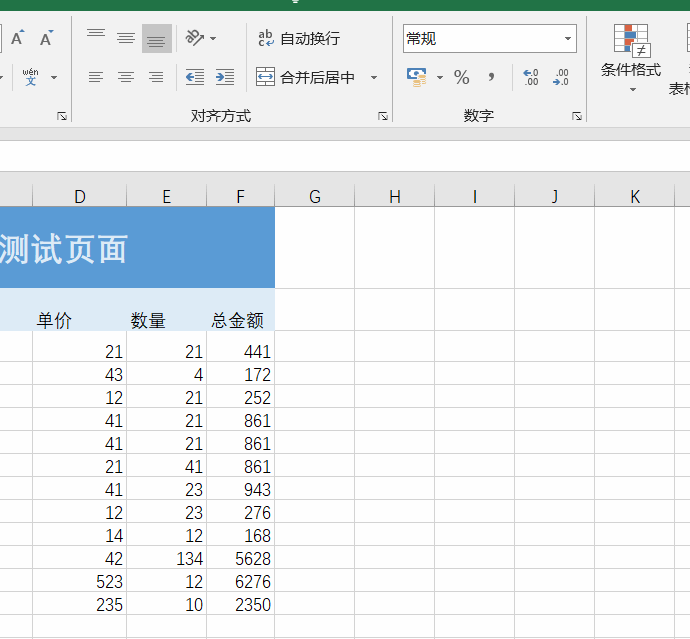 A A
wén
文
ab
c 自动换行
合并后居中
对齐方式
常规
% ,
.0 .00
.00 .0
数字
条件格式
D E F G H I J K
测试页面
单价 数量 总金额
21 21 441
43 4 172
12 21 252
41 21 861
41 21 861
21 41 861
41 23 943
12 23 276
14 12 168
42 134 5628
523 12 6276
235 10 2350